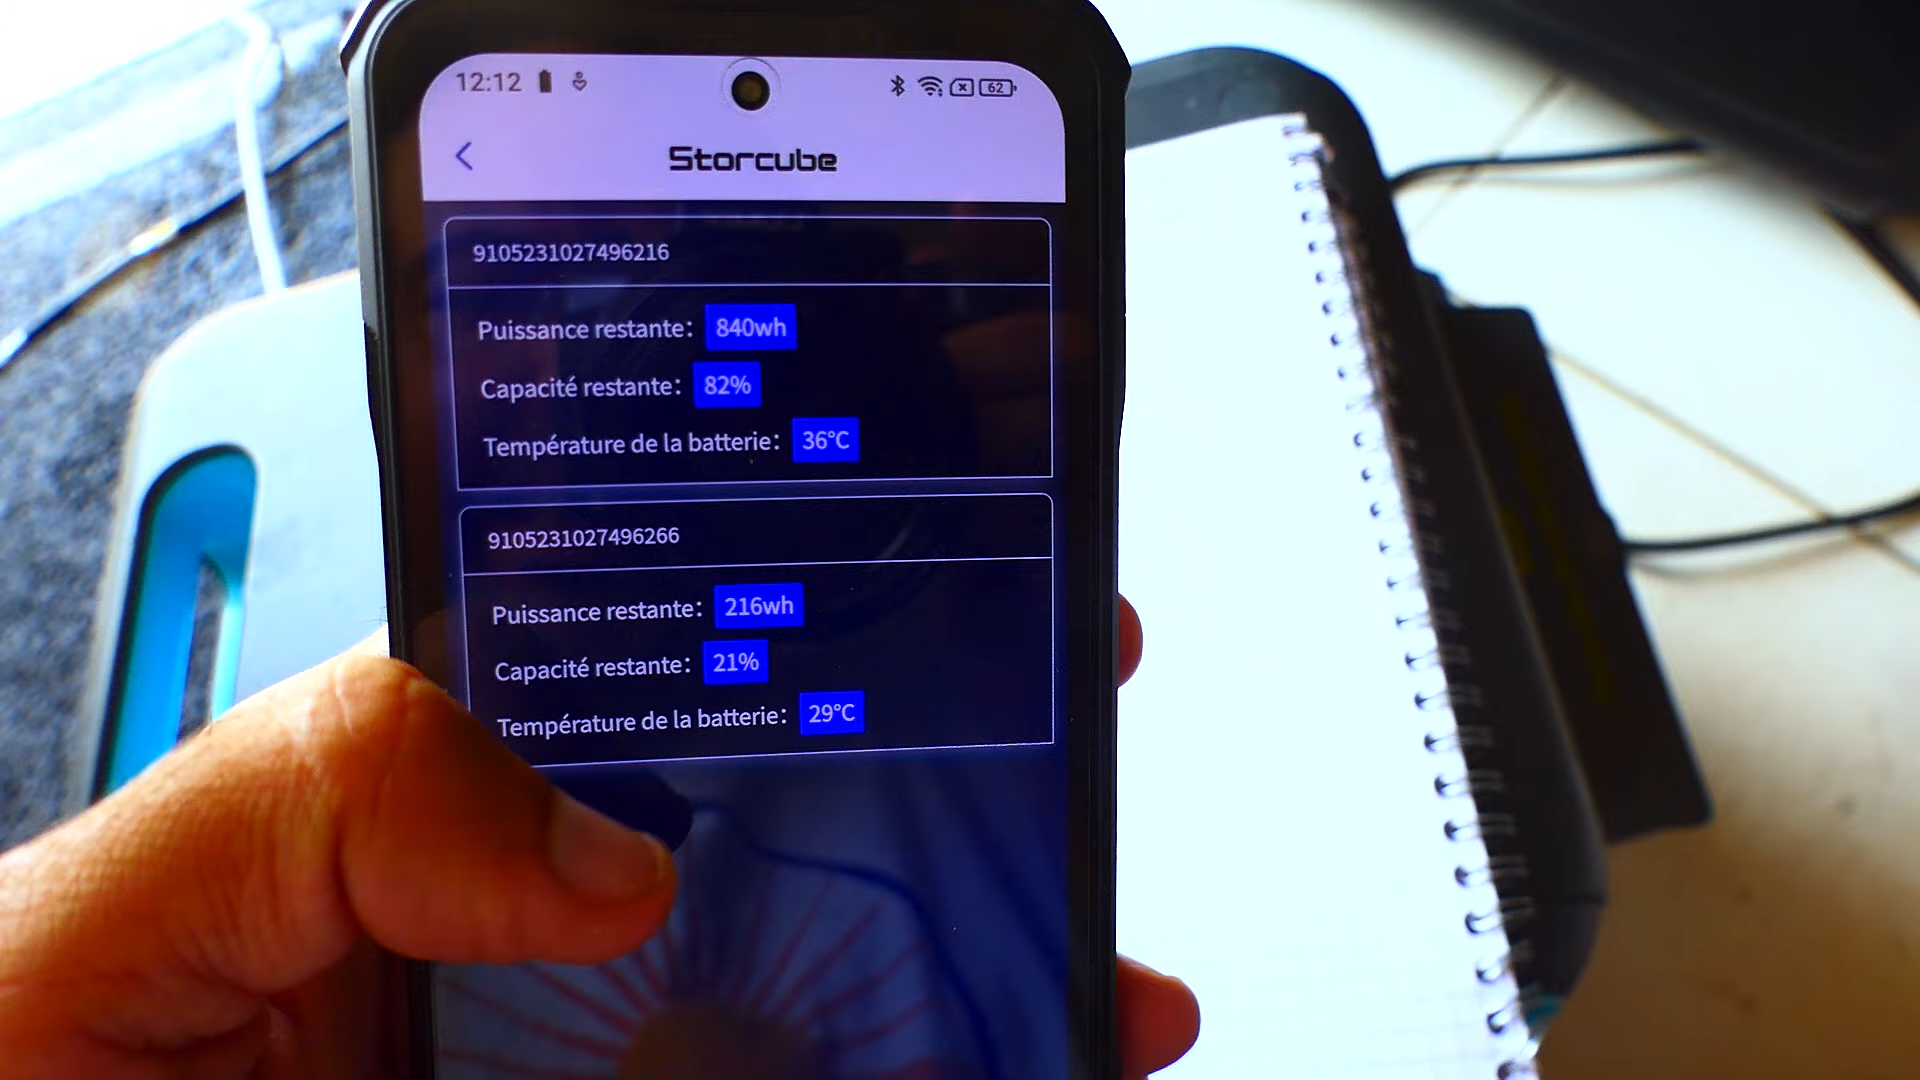 12:12
62
Storcube
9105231027496216
Puissance restante: 840wh
Capacité restante: 82%
Température de la batterie: 36°C
9105231027496266
Puissance restante: 216wh
Capacité restante: 21%
Température de la batterie: 29°C